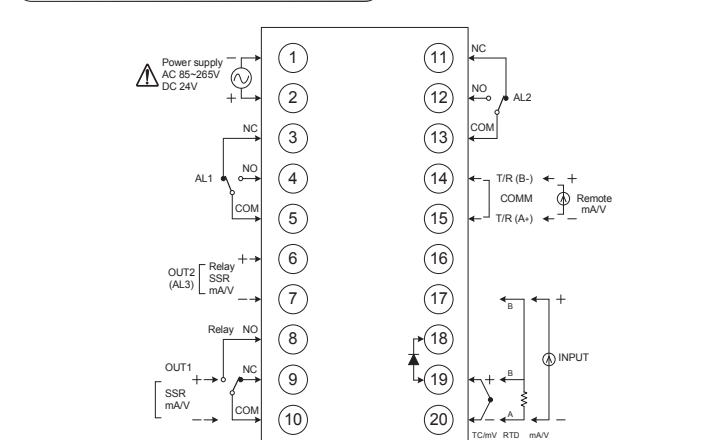 Power supply
AC 85~265V
DC 24V
−
+
1
2
NC
3
AL1
NO
4
COM
5
OUT2
(AL3)
Relay
SSR
mA/V
+
−
6
7
Relay
NO
8
OUT1
+
NC
9
SSR
mA/V
−
COM
10
11
NC
12
NO
AL2
13
COM
14
T/R (B-)
+
COMM
Remote
mA/V
15
T/R (A+)
−
16
17
B
+
18
INPUT
19
+
B
20
−
A
−
TC/mV
RTD
mA/V